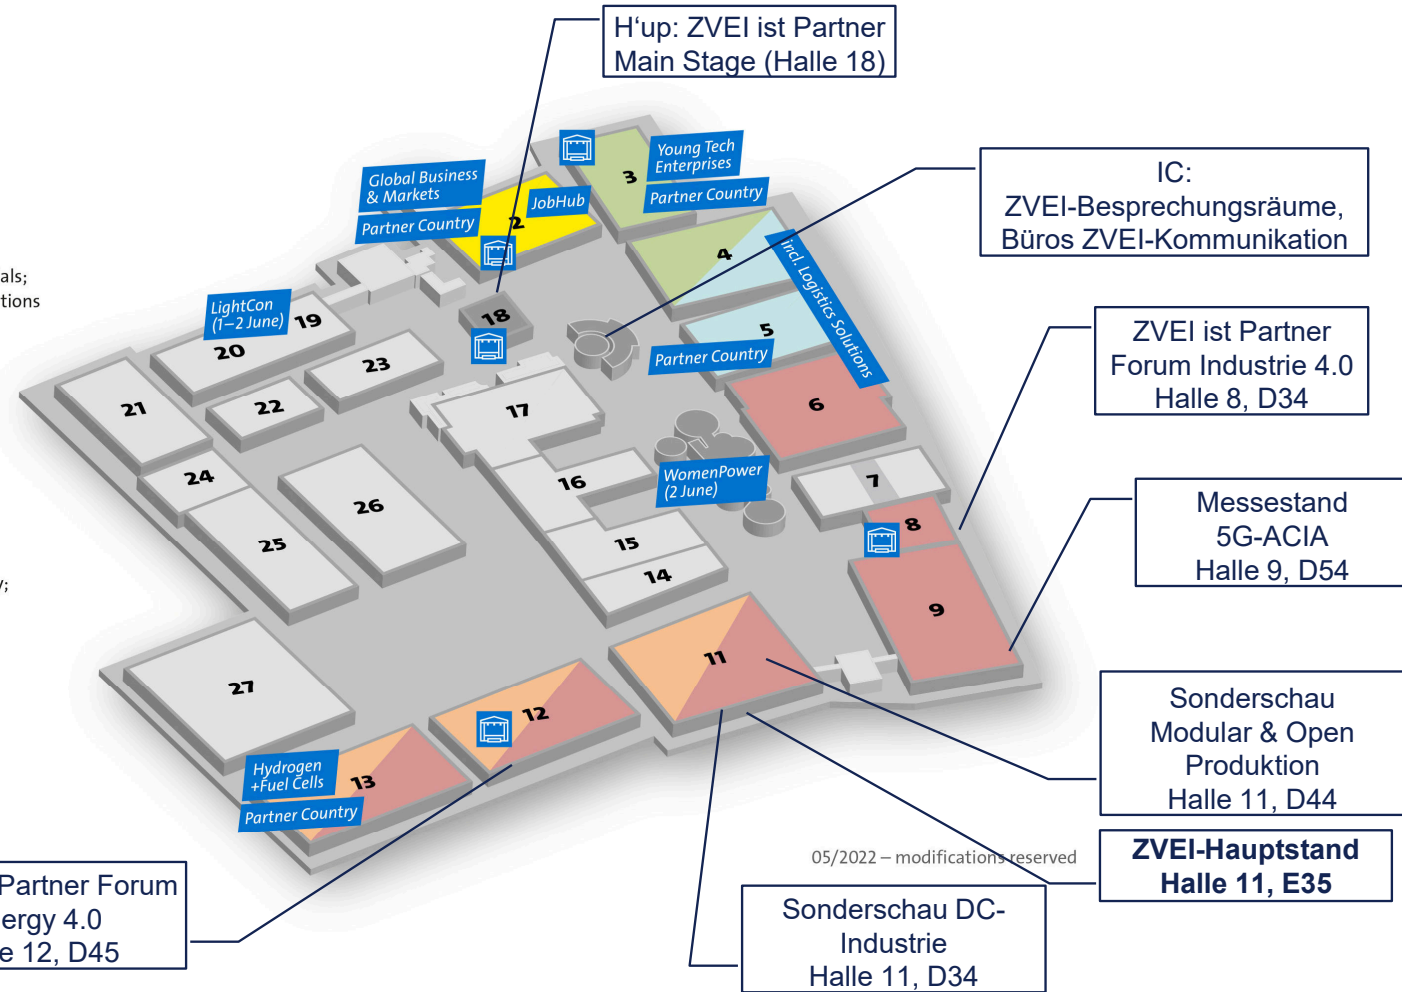 H‘up: ZVEI ist Partner
Main Stage (Halle 18)
IC:
ZVEI-Besprechungsräume,
Büros ZVEI-Kommunikation
ZVEI ist Partner
Forum Industrie 4.0
Halle 8, D34
Messestand
5G-ACIA
Halle 9, D54
Sonderschau
Modular & Open
Produktion
Halle 11, D44
ZVEI-Hauptstand
Halle 11, E35
Sonderschau DC-
Industrie
Halle 11, D34
Partner Forum
ergy 4.0
e 12, D45
als;
tions
y;
Global Business
& Markets
Partner Country
JobHub
2
3
Young Tech
Enterprises
Partner Country
4
incl. Logistics Solutions
5
Partner Country
6
7
8
9
11
12
13
Hydrogen
+Fuel Cells
Partner Country
14
15
16
17
18
LightCon
(1–2 June)
19
20
21
22
23
24
25
26
27
WomenPower
(2 June)
05/2022 – modifications reserved